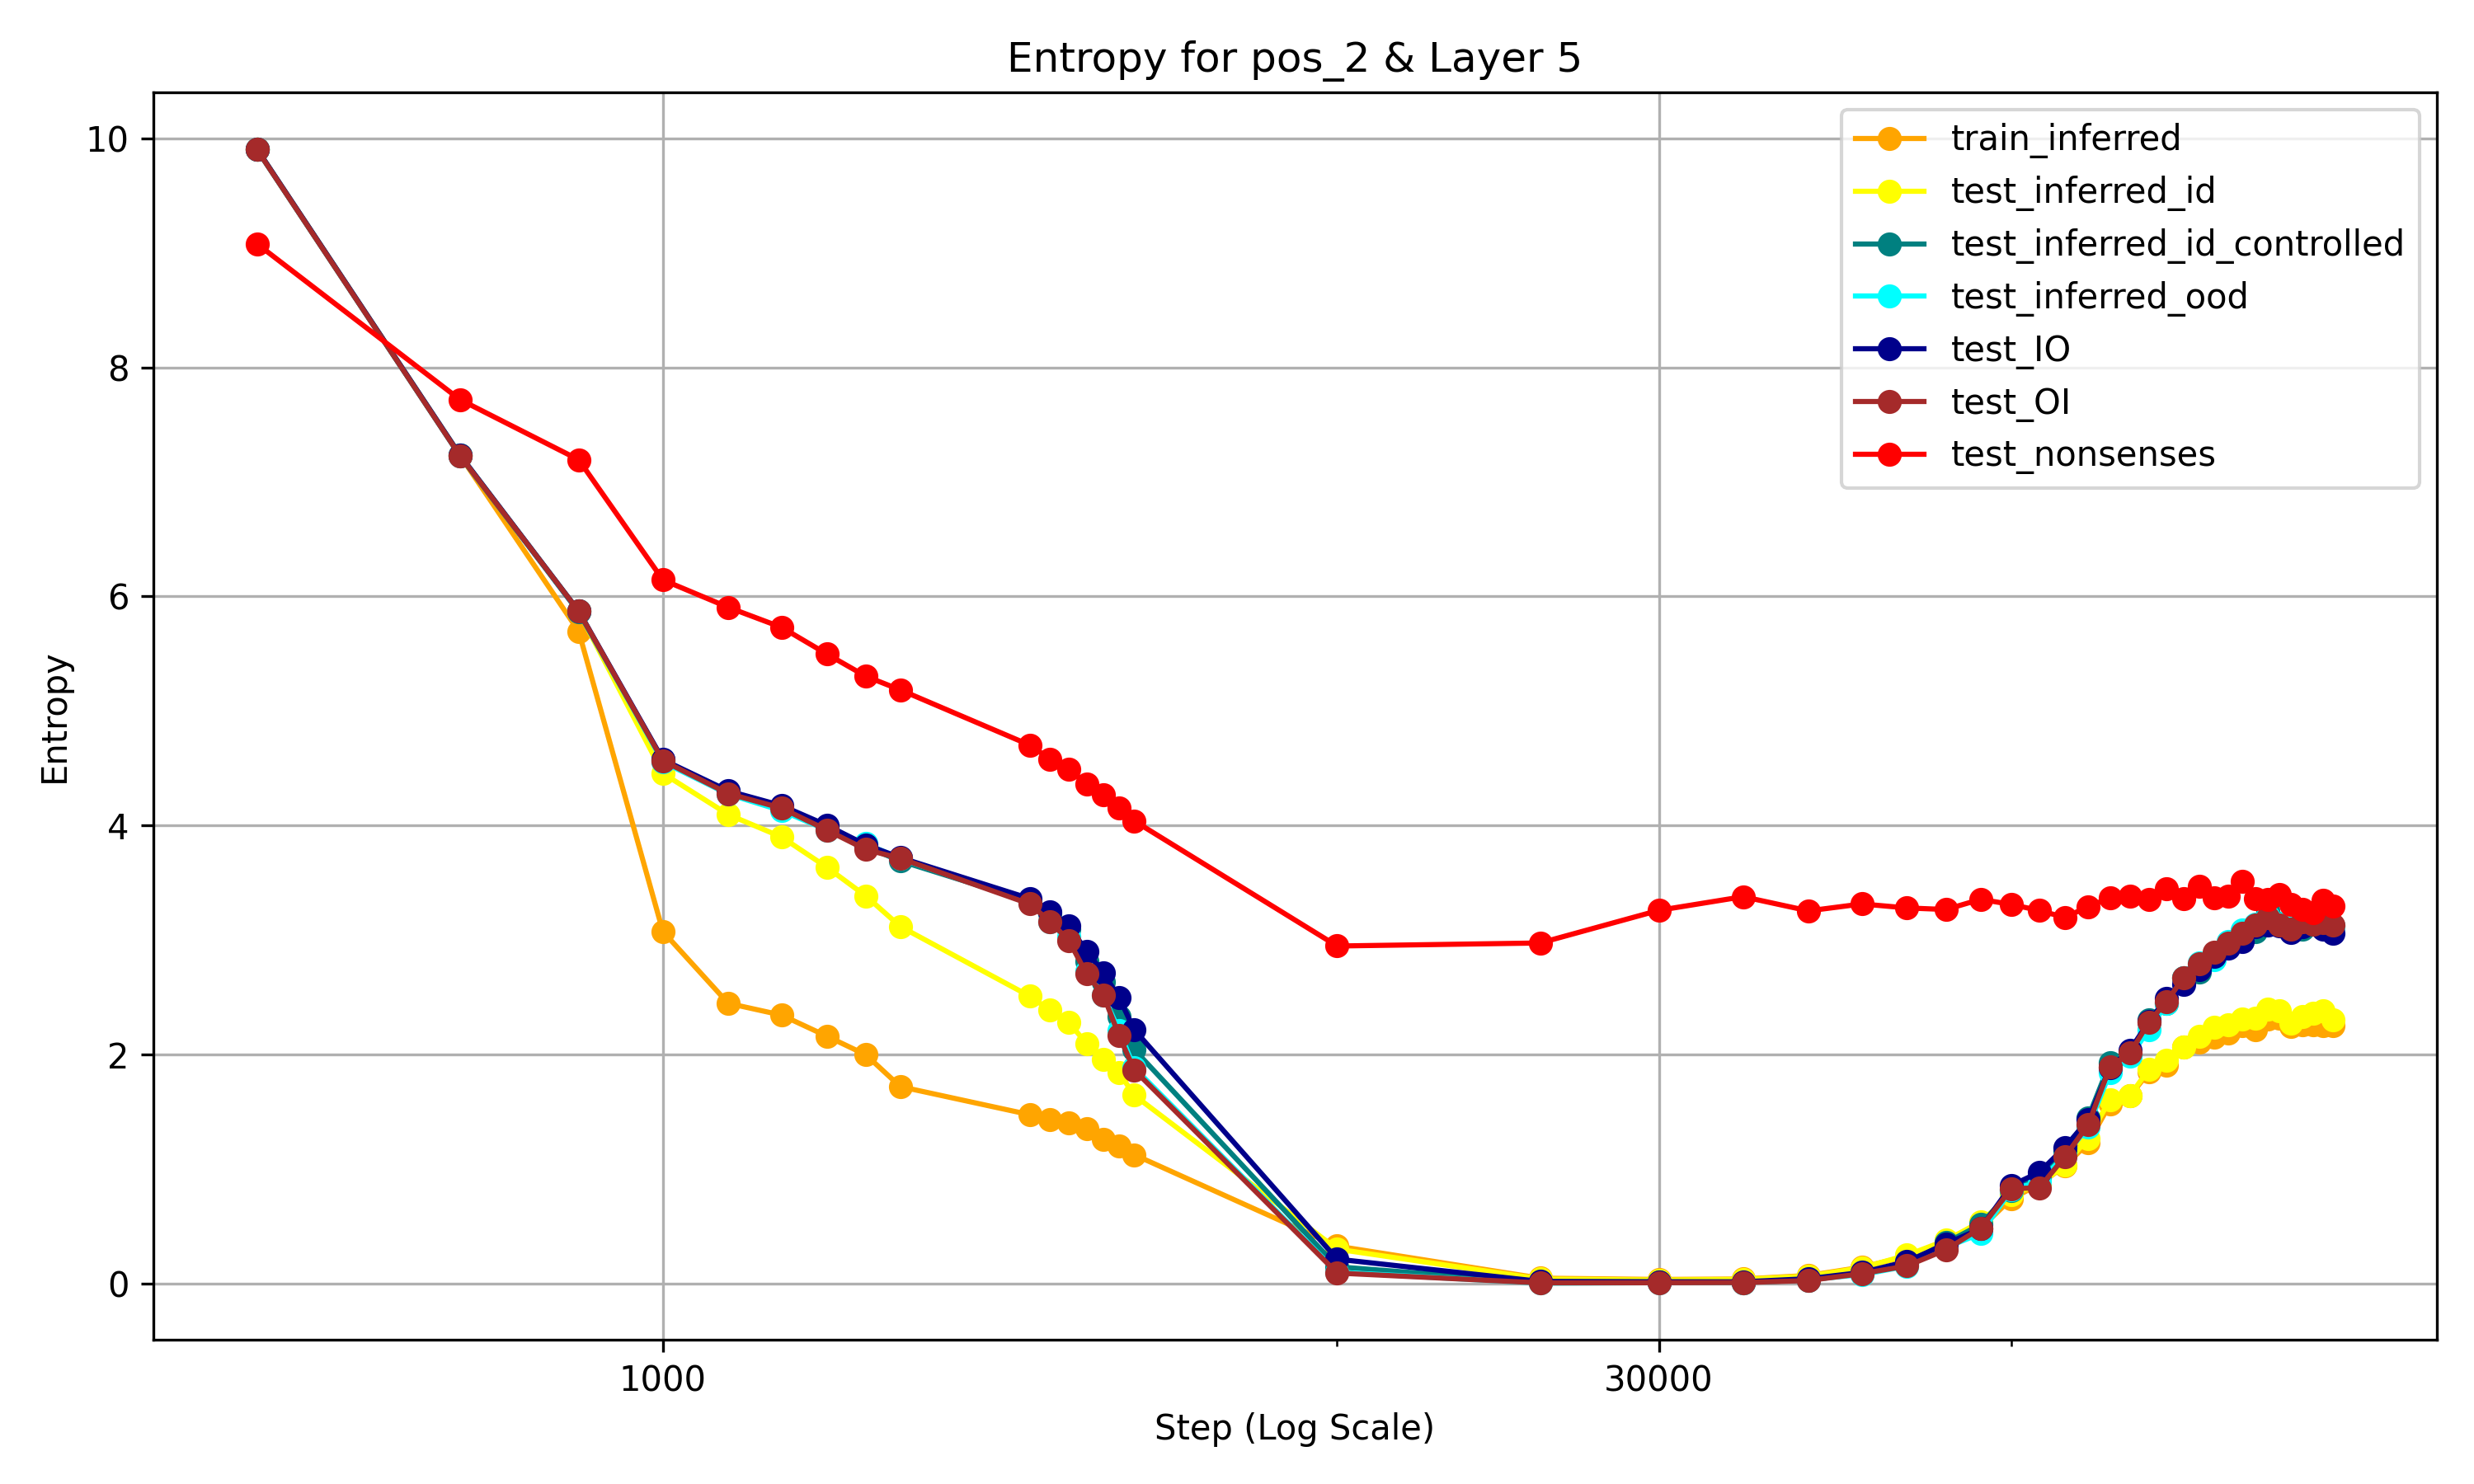 Entropy for pos_2 & Layer 5
Entropy
10
8
6
4
2
0
1000
30000
Step (Log Scale)
train_inferred
test_inferred_id
test_inferred_id_controlled
test_inferred_ood
test_IO
test_OI
test_nonsenses